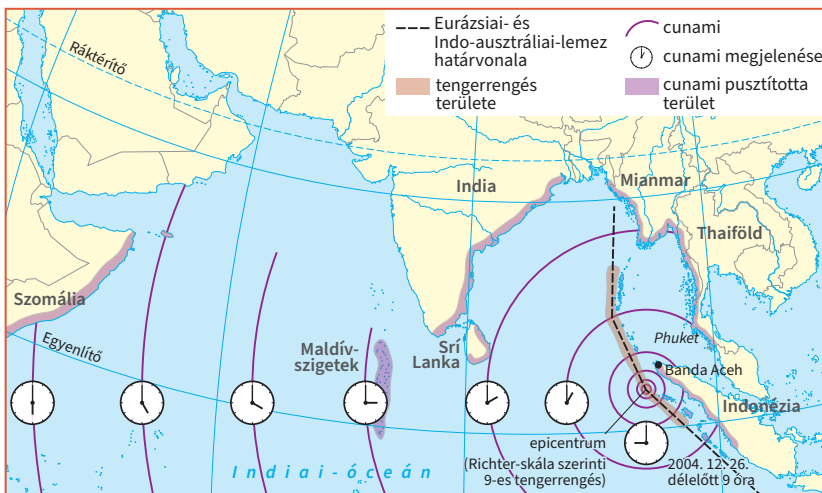 Eurázsiai- és
Indo-ausztráliai-lemez
határvonala
tengerrengés
területe
cunami
cunami megjelenése
cunami pusztította
terület
Ráktérítő
India
Mianmar
Thaiföld
Szomália
Egyenlítő
Maldív-
szigetek
Srí
Lanka
Phuket
Banda Aceh
Indonézia
epicentrum
(Richter-skála szerinti
9-es tengerrengés)
2004. 12. 26.
délelőtt 9 óra
Indiai-óceán